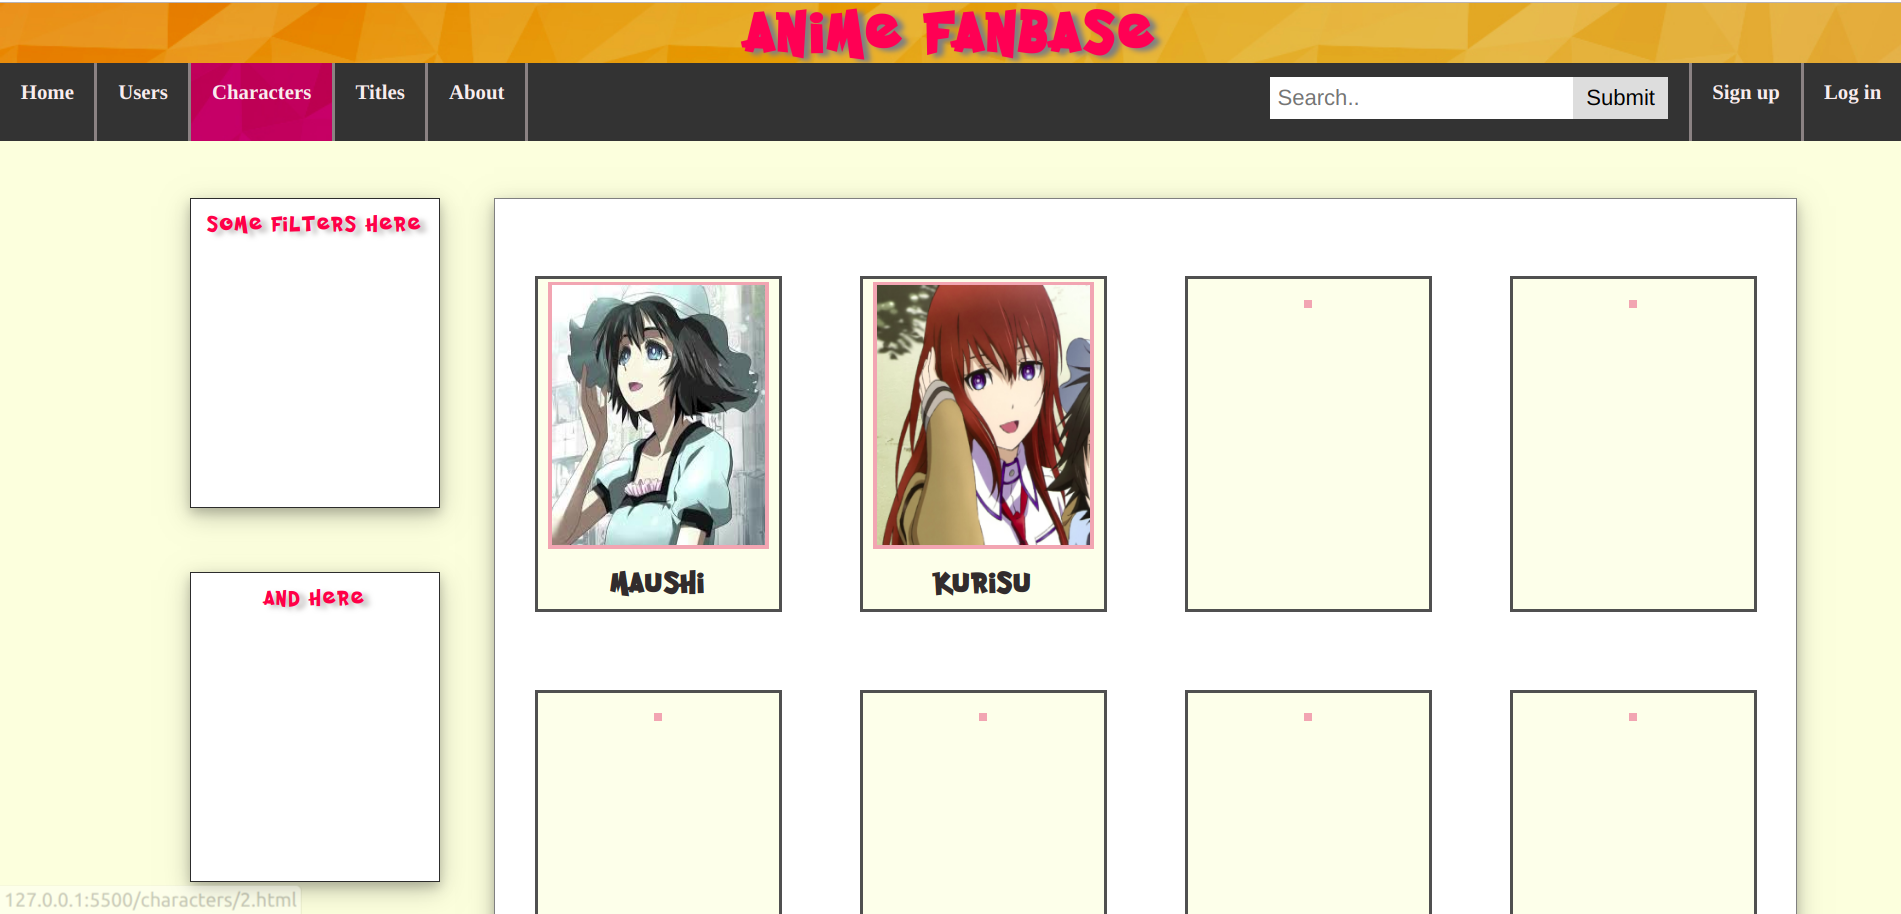 ANiMe FANBASe
Home Users Characters Titles About Search.. Submit Sign up Log in
SOMe FiLTeRS HeRe
MAUSHi KURiSU
AND HeRe
127.0.0.1:5500/characters/2.html